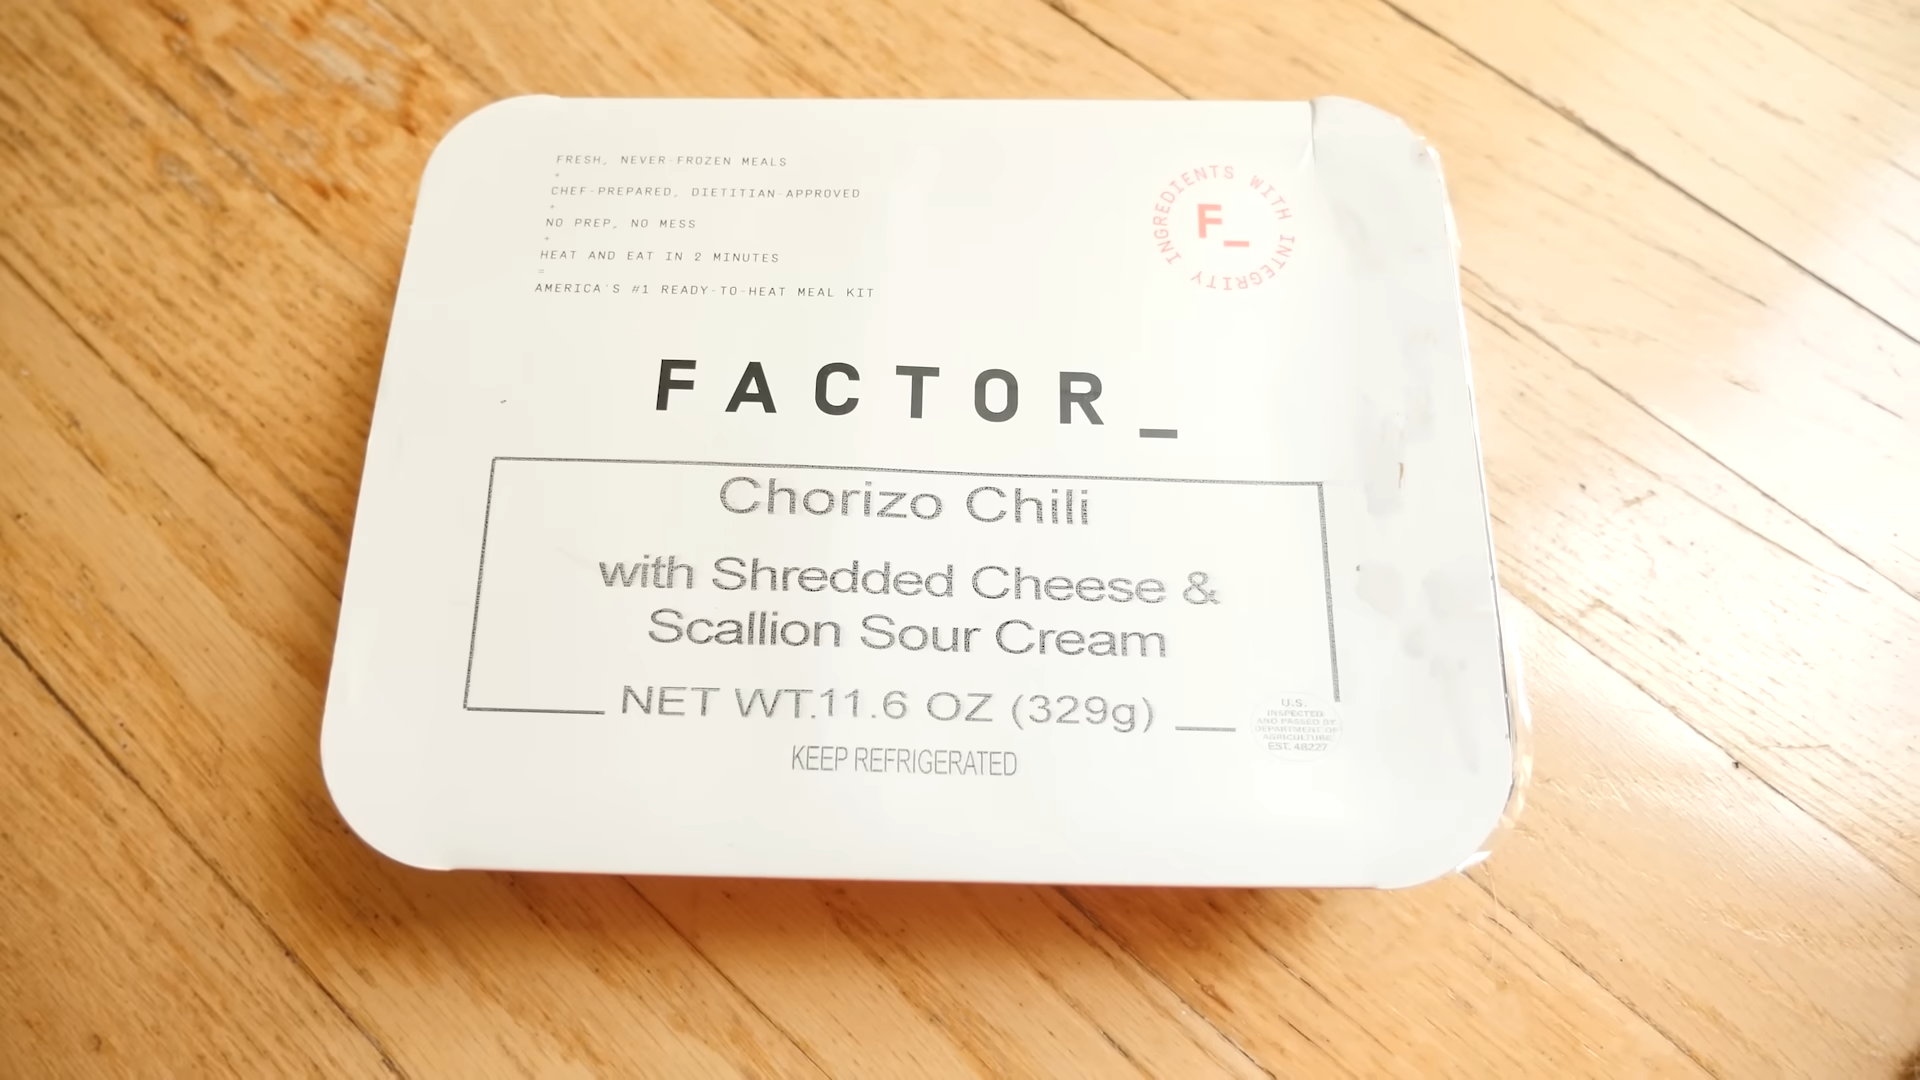 FRESH, NEVER-FROZEN MEALS
+
CHEF-PREPARED, DIETITIAN-APPROVED
+
NO PREP, NO MESS
+
HEAT AND EAT IN 2 MINUTES
=
AMERICA'S #1 READY-TO-HEAT MEAL KIT
INGREDIENTS WITH INTEGRITY
F_
FACTOR_
Chorizo Chili
with Shredded Cheese &
Scallion Sour Cream
NET WT.11.6 OZ (329g)
KEEP REFRIGERATED
U.S.
INSPECTED
AND PASSED BY
DEPARTMENT OF
AGRICULTURE
EST. 48227